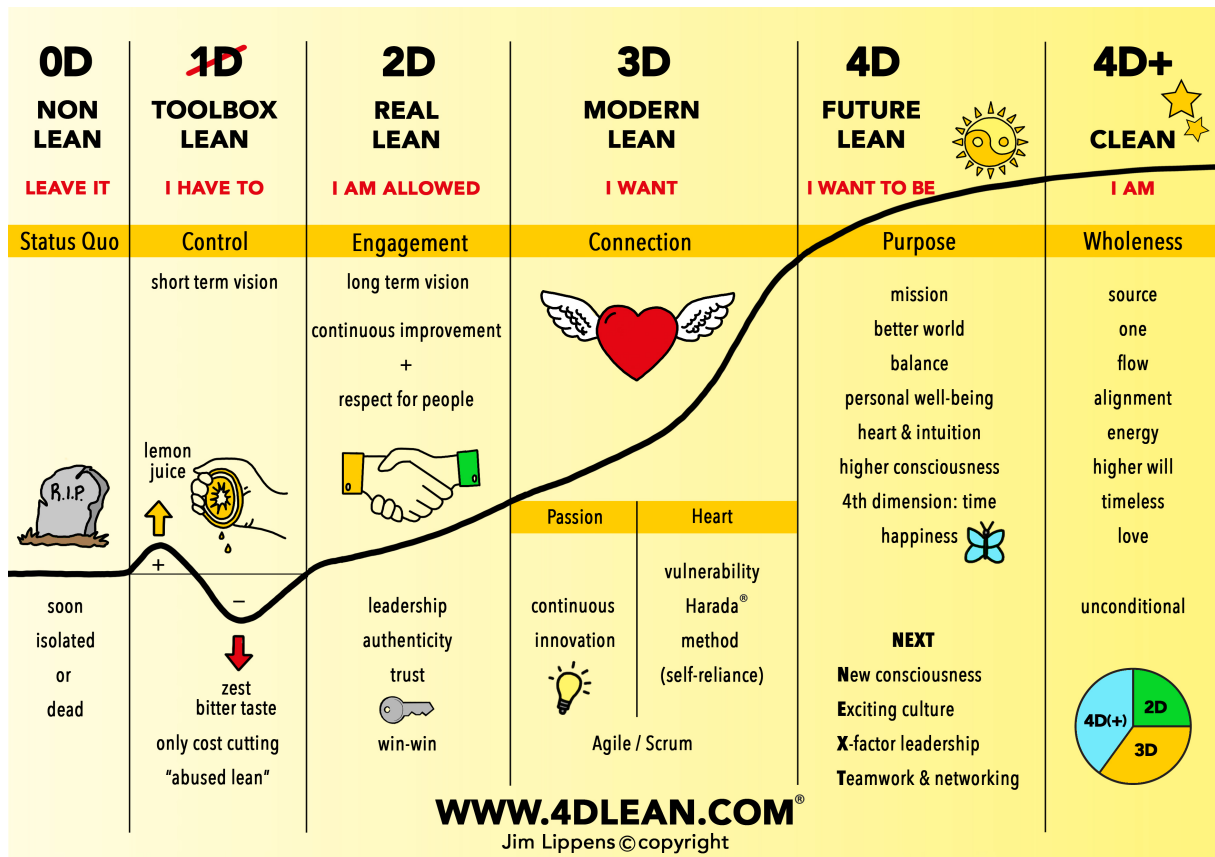 0D
NON
LEAN
LEAVE IT
Status Quo
R.I.P.
soon
isolated
or
dead
1D
TOOLBOX
LEAN
I HAVE TO
Control
short term vision
lemon
juice
+
−
zest
bitter taste
only cost cutting
“abused lean”
2D
REAL
LEAN
I AM ALLOWED
Engagement
long term vision
continuous improvement
+
respect for people
leadership
authenticity
trust
win-win
3D
MODERN
LEAN
I WANT
Connection
Passion
continuous
innovation
Heart
vulnerability
Harada®
method
(self-reliance)
Agile / Scrum
4D
FUTURE
LEAN
I WANT TO BE
Purpose
mission
better world
balance
personal well-being
heart & intuition
higher consciousness
4th dimension: time
happiness
NEXT
New consciousness
Exciting culture
X-factor leadership
Teamwork & networking
4D+
CLEAN
I AM
Wholeness
source
one
flow
alignment
energy
higher will
timeless
love
unconditional
4D(+)
2D
3D
WWW.4DLEAN.COM®
Jim Lippens © copyright